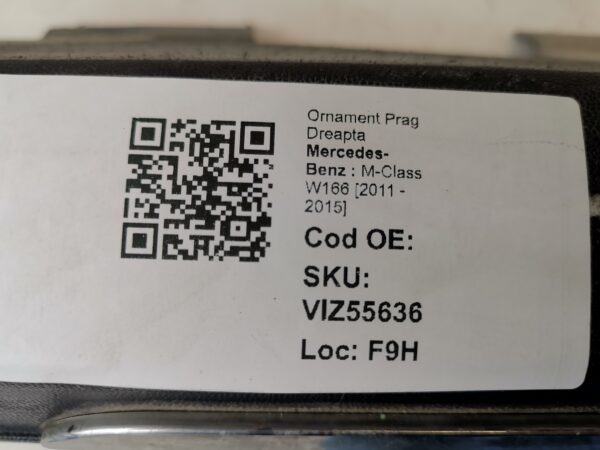 Ornament Prag
Dreapta
Mercedes-
Benz : M-Class
W166 [2011 -
2015]
Cod OE:
SKU:
VIZ55636
Loc: F9H